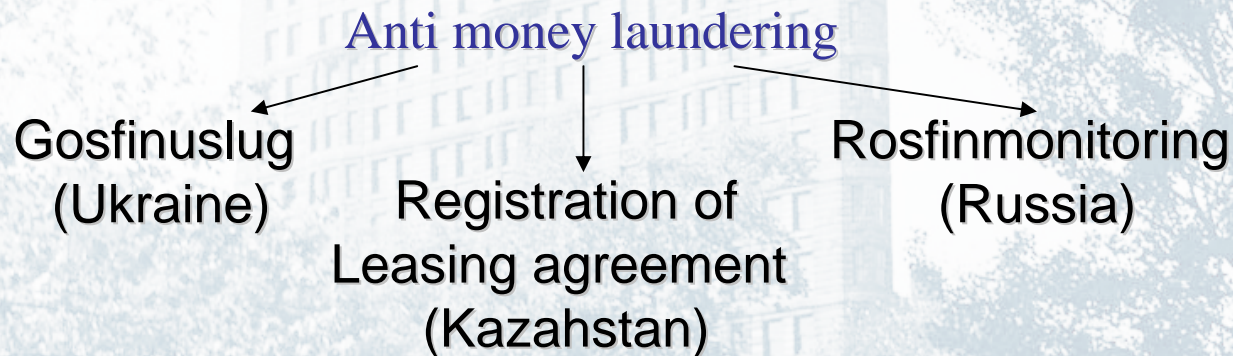 Anti money laundering
Gosfinuslug
(Ukraine)
Registration of
Leasing agreement
(Kazahstan)
Rosfinmonitoring
(Russia)